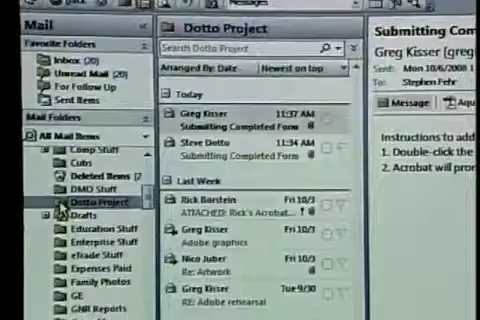 Messages
Mail
Favorite Folders
Inbox (20)
Unread Mail (20)
For Follow Up
Sent Items
Mail Folders
All Mail Items
Comp Stuff
Cubs
Deleted Items
DMO Stuff
Dotto Project
Drafts
Education Stuff
Enterprise Stuff
eTrade Stuff
Expenses Paid
Family Photos
GE
GNR Reports
Dotto Project
Search Dotto Project
Arranged By: Date Newest on top
Today
Greg Kisser 11:37 AM
Submitting Completed Form
Steve Dotto 11:34 AM
Submitting Completed Form
Last Week
Rick Borstein Fri 10/3
ATTACHED: Rick's Acrobat...
Greg Kisser Fri 10/3
Adobe graphics
Nico Juber Fri 10/3
Re: Artwork
Greg Kisser Tue 9/30
RE: Adobe rehearsal
Submitting Com
Greg Kisser (greg
Sent: Mon 10/6/2008
To: Stephen Fehr
Message Aqu
Instructions to add
1. Double-click the
2. Acrobat will pron